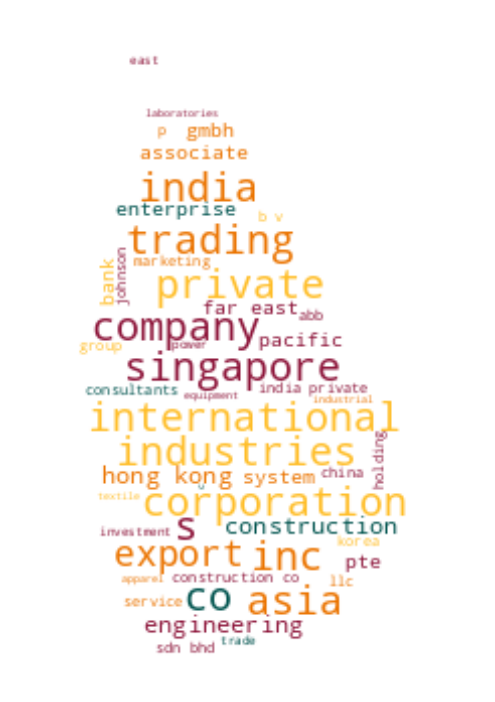 east
laboratories
p gmbh
associate
india
enterprise
b v
trading
marketing
bank
johnson
private
far east
abb
company
pacific
group
power
singapore
consultants
india private
equipment
industrial
international
industries
holding
hong kong
system
china
textile
corporation
s
construction
investment
korea
export
inc
pte
apparel
construction co
llc
service
co
asia
engineering
trade
sdn bhd